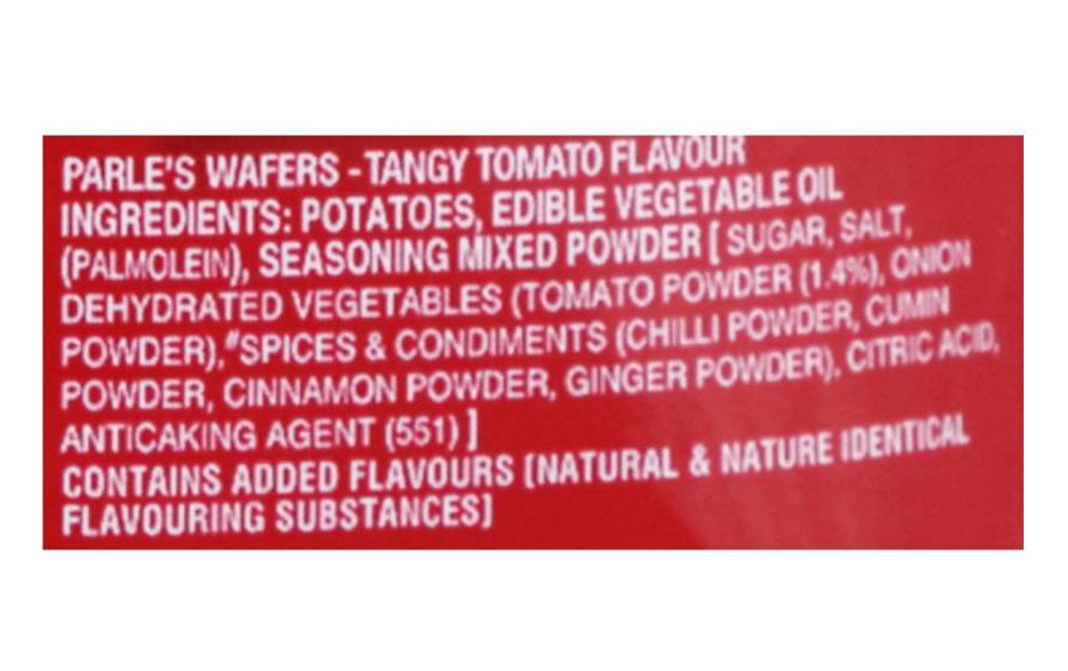 PARLE'S WAFERS - TANGY TOMATO FLAVOUR
INGREDIENTS: POTATOES, EDIBLE VEGETABLE OIL
(PALMOLEIN), SEASONING MIXED POWDER [ SUGAR, SALT,
DEHYDRATED VEGETABLES (TOMATO POWDER (1.4%), ONION
POWDER),#SPICES & CONDIMENTS (CHILLI POWDER, CUMIN
POWDER, CINNAMON POWDER, GINGER POWDER), CITRIC ACID,
ANTICAKING AGENT (551) ]
CONTAINS ADDED FLAVOURS [NATURAL & NATURE IDENTICAL
FLAVOURING SUBSTANCES]